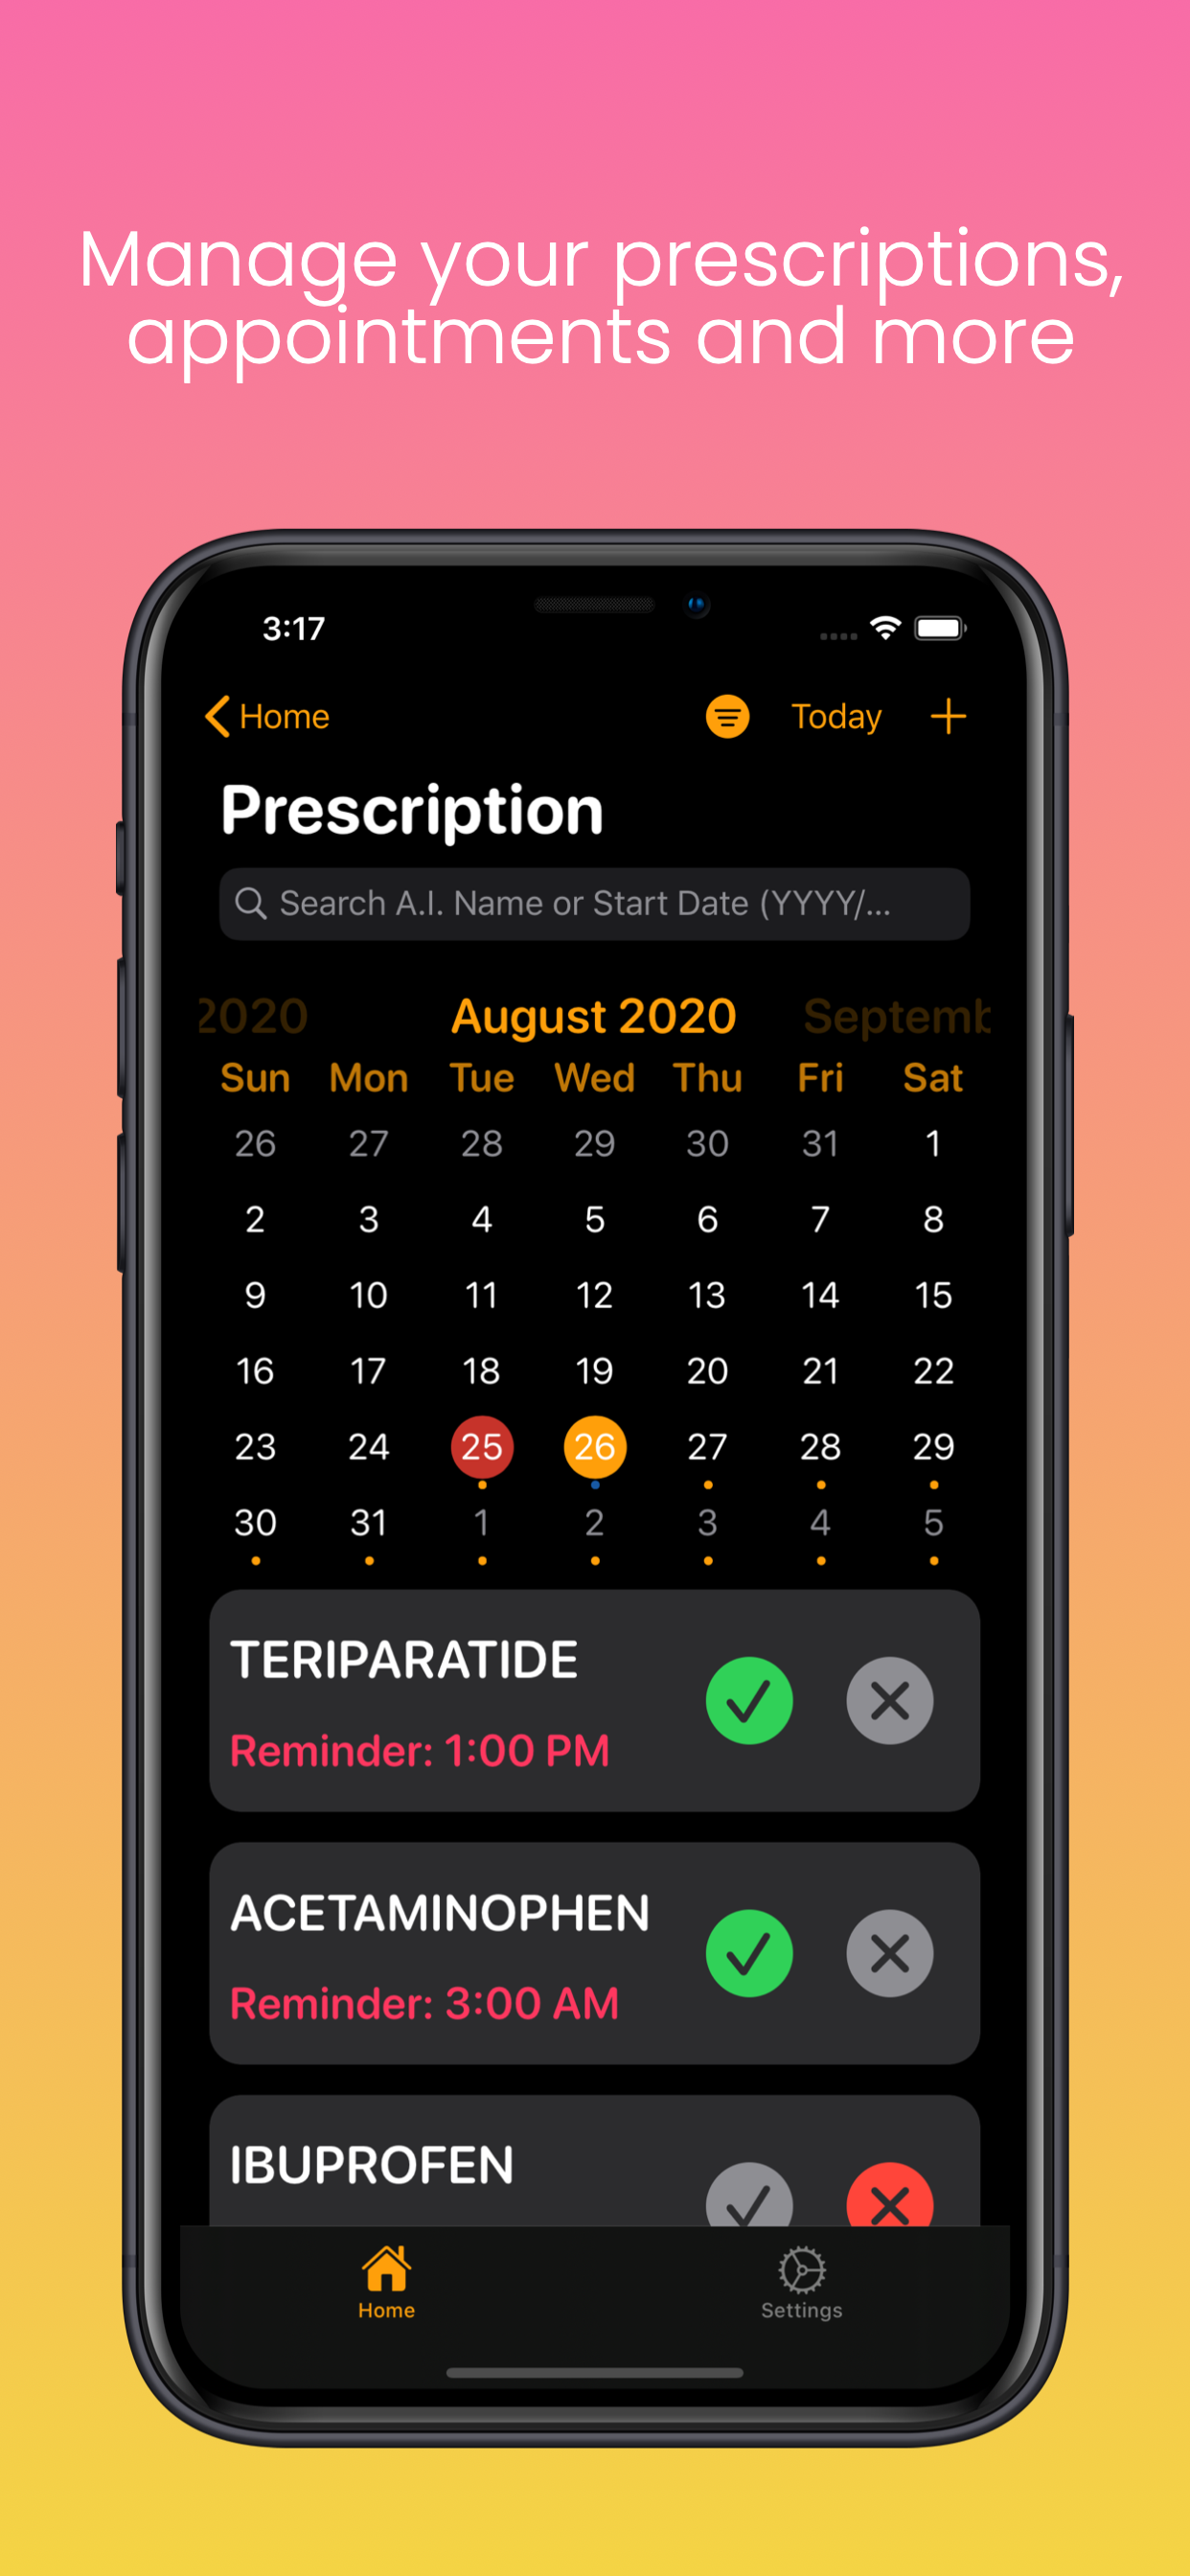 Manage your prescriptions,
appointments and more
3:17
Home Today
Prescription
Search A.I. Name or Start Date (YYYY/...
2020 August 2020 Septemb
Sun Mon Tue Wed Thu Fri Sat
26 27 28 29 30 31 1
2 3 4 5 6 7 8
9 10 11 12 13 14 15
16 17 18 19 20 21 22
23 24 25 26 27 28 29
30 31 1 2 3 4 5
TERIPARATIDE
Reminder: 1:00 PM
ACETAMINOPHEN
Reminder: 3:00 AM
IBUPROFEN
Home Settings